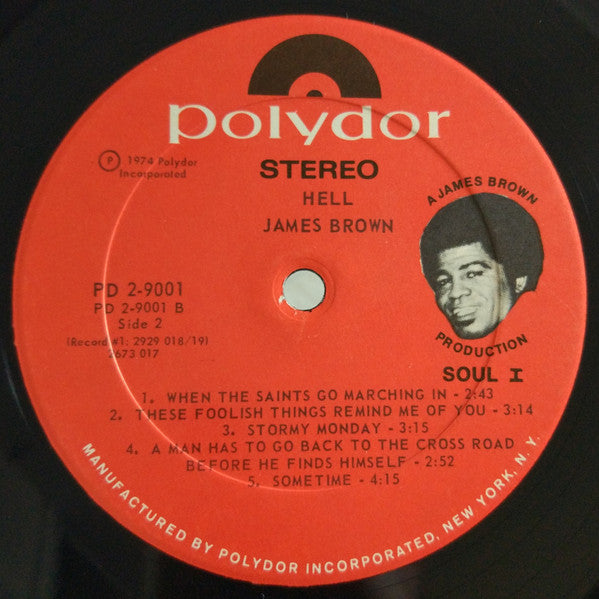 polydor
℗ 1974 Polydor
Incorporated
STEREO
HELL
JAMES BROWN
A JAMES BROWN
PRODUCTION
PD 2-9001
PD 2-9001 B
Side 2
(Record #1: 2929 018/19)
2673 017
SOUL I
1. WHEN THE SAINTS GO MARCHING IN - 2:43
2. THESE FOOLISH THINGS REMIND ME OF YOU - 3:14
3. STORMY MONDAY - 3:15
4. A MAN HAS TO GO BACK TO THE CROSS ROAD
BEFORE HE FINDS HIMSELF - 2:52
5. SOMETIME - 4:15
MANUFACTURED BY POLYDOR INCORPORATED, NEW YORK, N.Y.